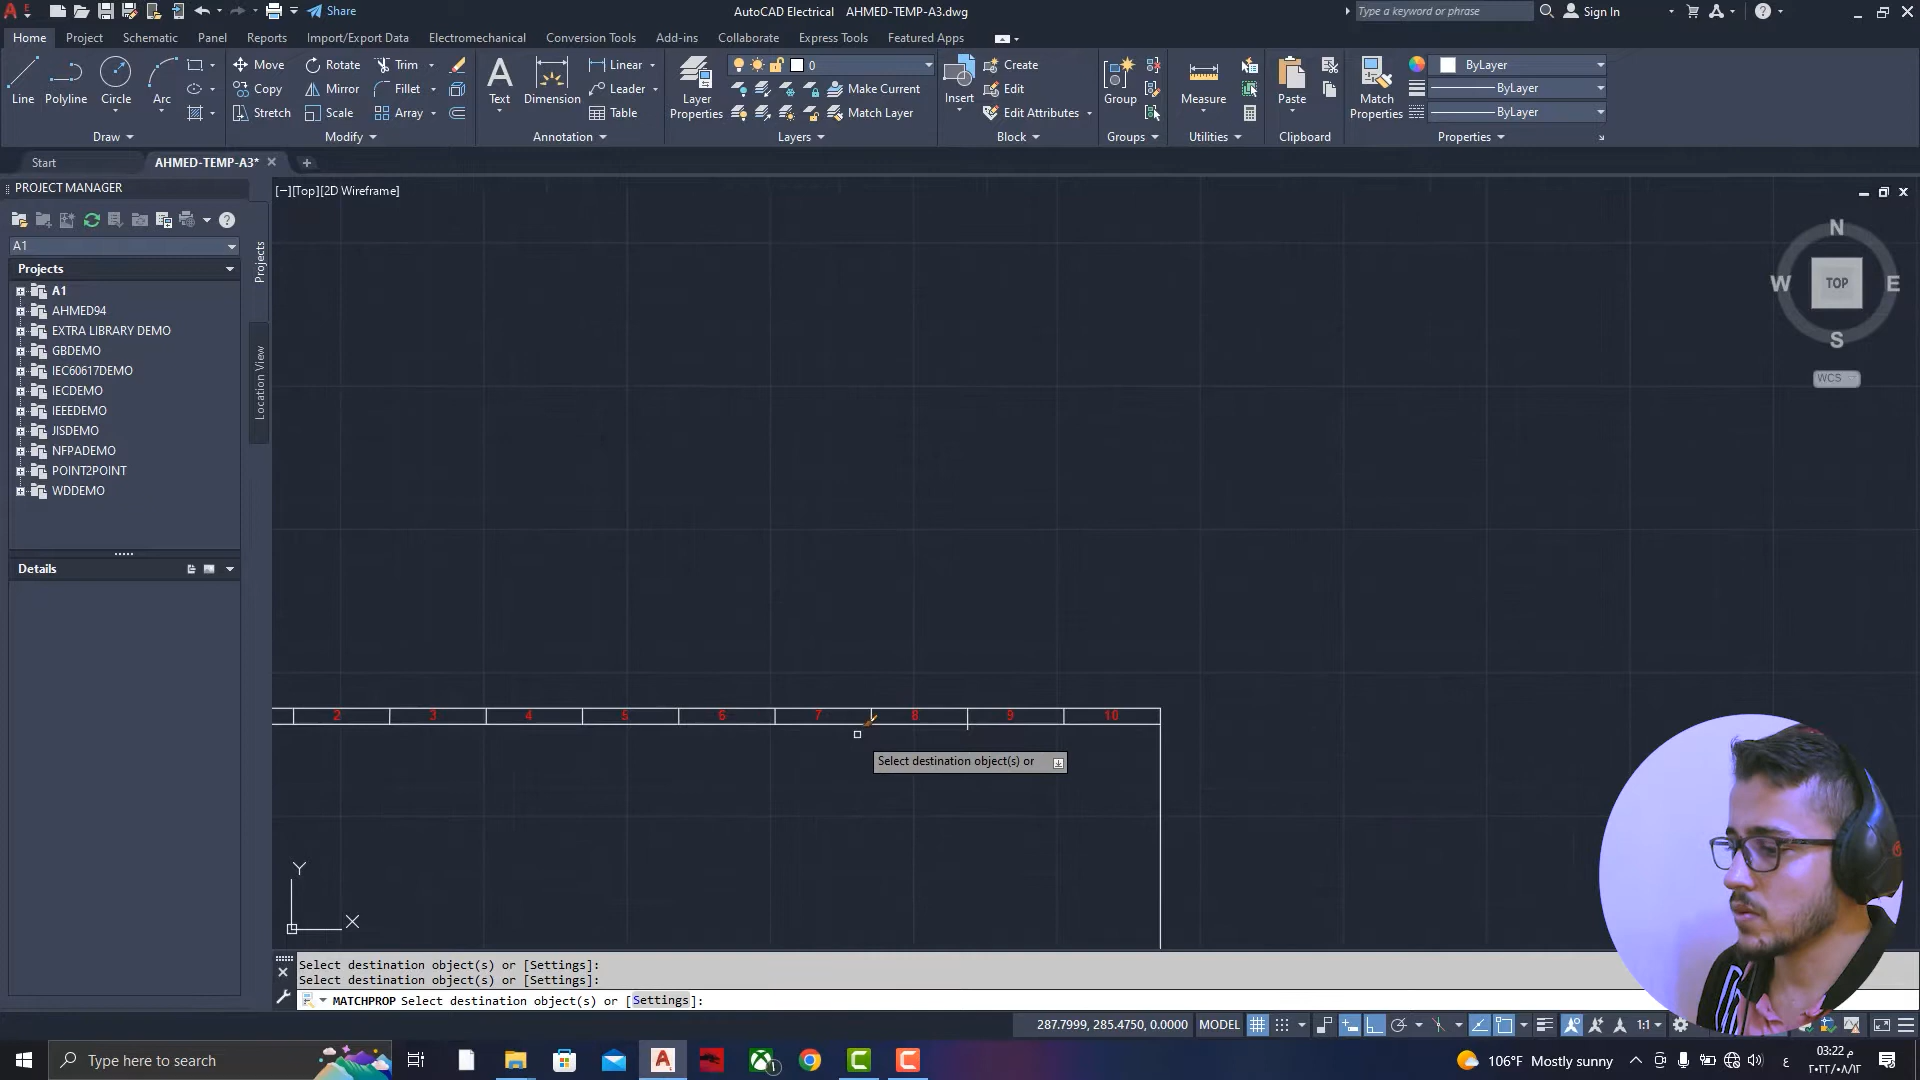 Share
AutoCAD Electrical AHMED-TEMP-A3.dwg
Type a keyword or phrase
Sign In
Home Project Schematic Panel Reports Import/Export Data Electromechanical Conversion Tools Add-ins Collaborate Express Tools Featured Apps
Line Polyline Circle Arc
Move Rotate Trim
Copy Mirror Fillet
Stretch Scale Array
Text Dimension
Linear
Leader
Table
Layer Properties
0
Make Current
Match Layer
Insert
Create
Edit
Edit Attributes
Group
Measure
Paste
Match Properties
ByLayer
ByLayer
ByLayer
Draw Modify Annotation Layers Block Groups Utilities Clipboard Properties
Start AHMED-TEMP-A3*
PROJECT MANAGER
A1
Projects
A1
AHMED94
EXTRA LIBRARY DEMO
GBDEMO
IEC60617DEMO
IECDEMO
IEEEDEMO
JISDEMO
NFPADEMO
POINT2POINT
WDDEMO
Details
Projects
Location View
[−][Top][2D Wireframe]
N
W TOP E
S
WCS
2 3 4 5 6 7 8 9 10
Select destination object(s) or
Y
X
Select destination object(s) or [Settings]:
Select destination object(s) or [Settings]:
MATCHPROP Select destination object(s) or [Settings]:
287.7999, 285.4750, 0.0000 MODEL 1:1
Type here to search
106°F Mostly sunny
ع
03:22 م
٢٠٢٢/٠٨/١٢